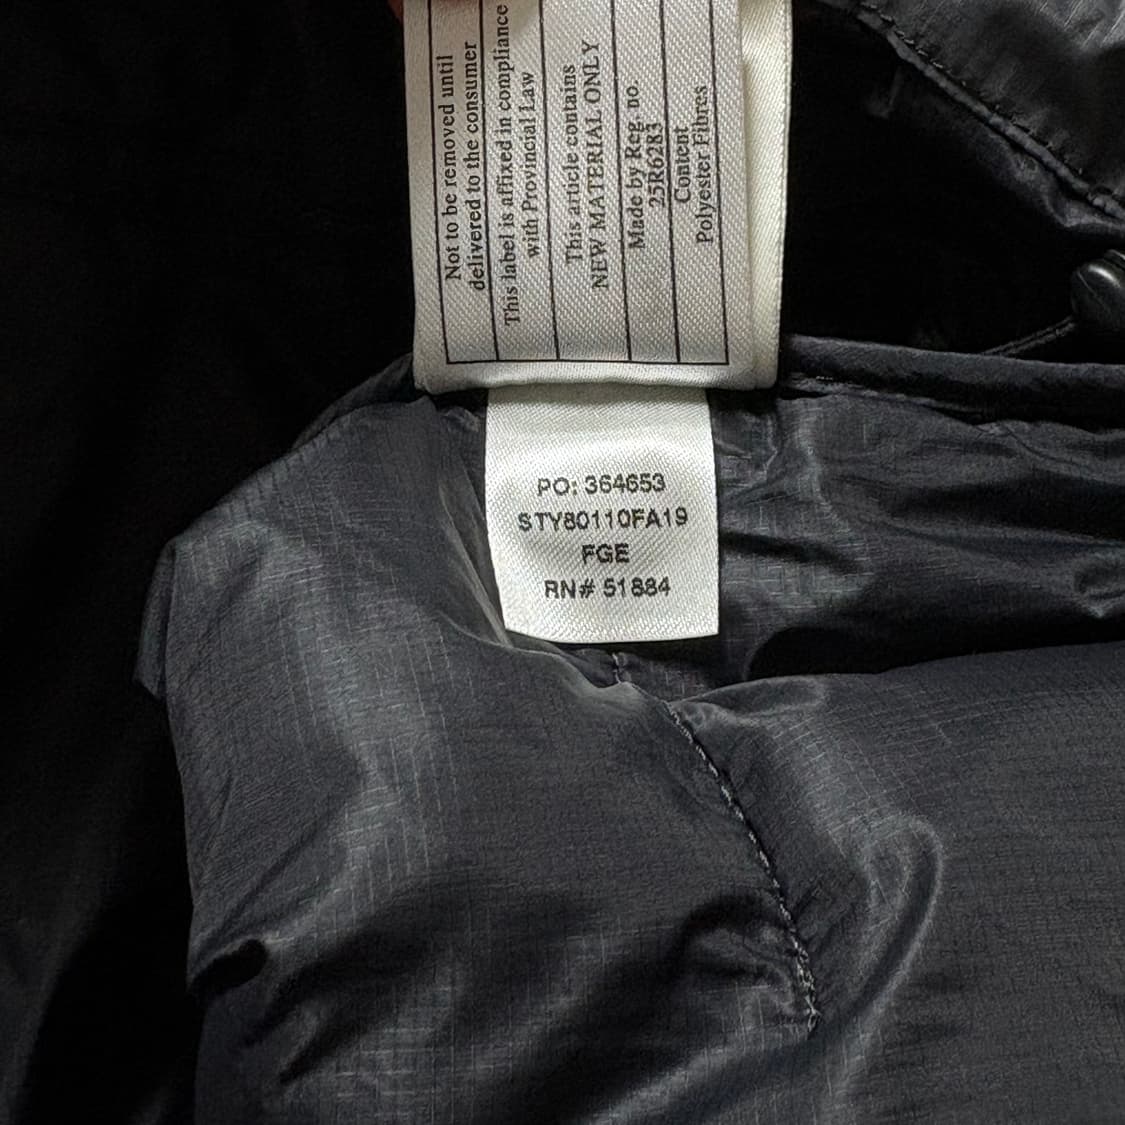 Not to be removed until
delivered to the consumer
This label is affixed in compliance
with Provincial Law
This article contains
NEW MATERIAL ONLY
Made by Reg. no.
25R6283
Content
Polyester Fibres
PO: 364653
STY80110FA19
FGE
RN# 51884